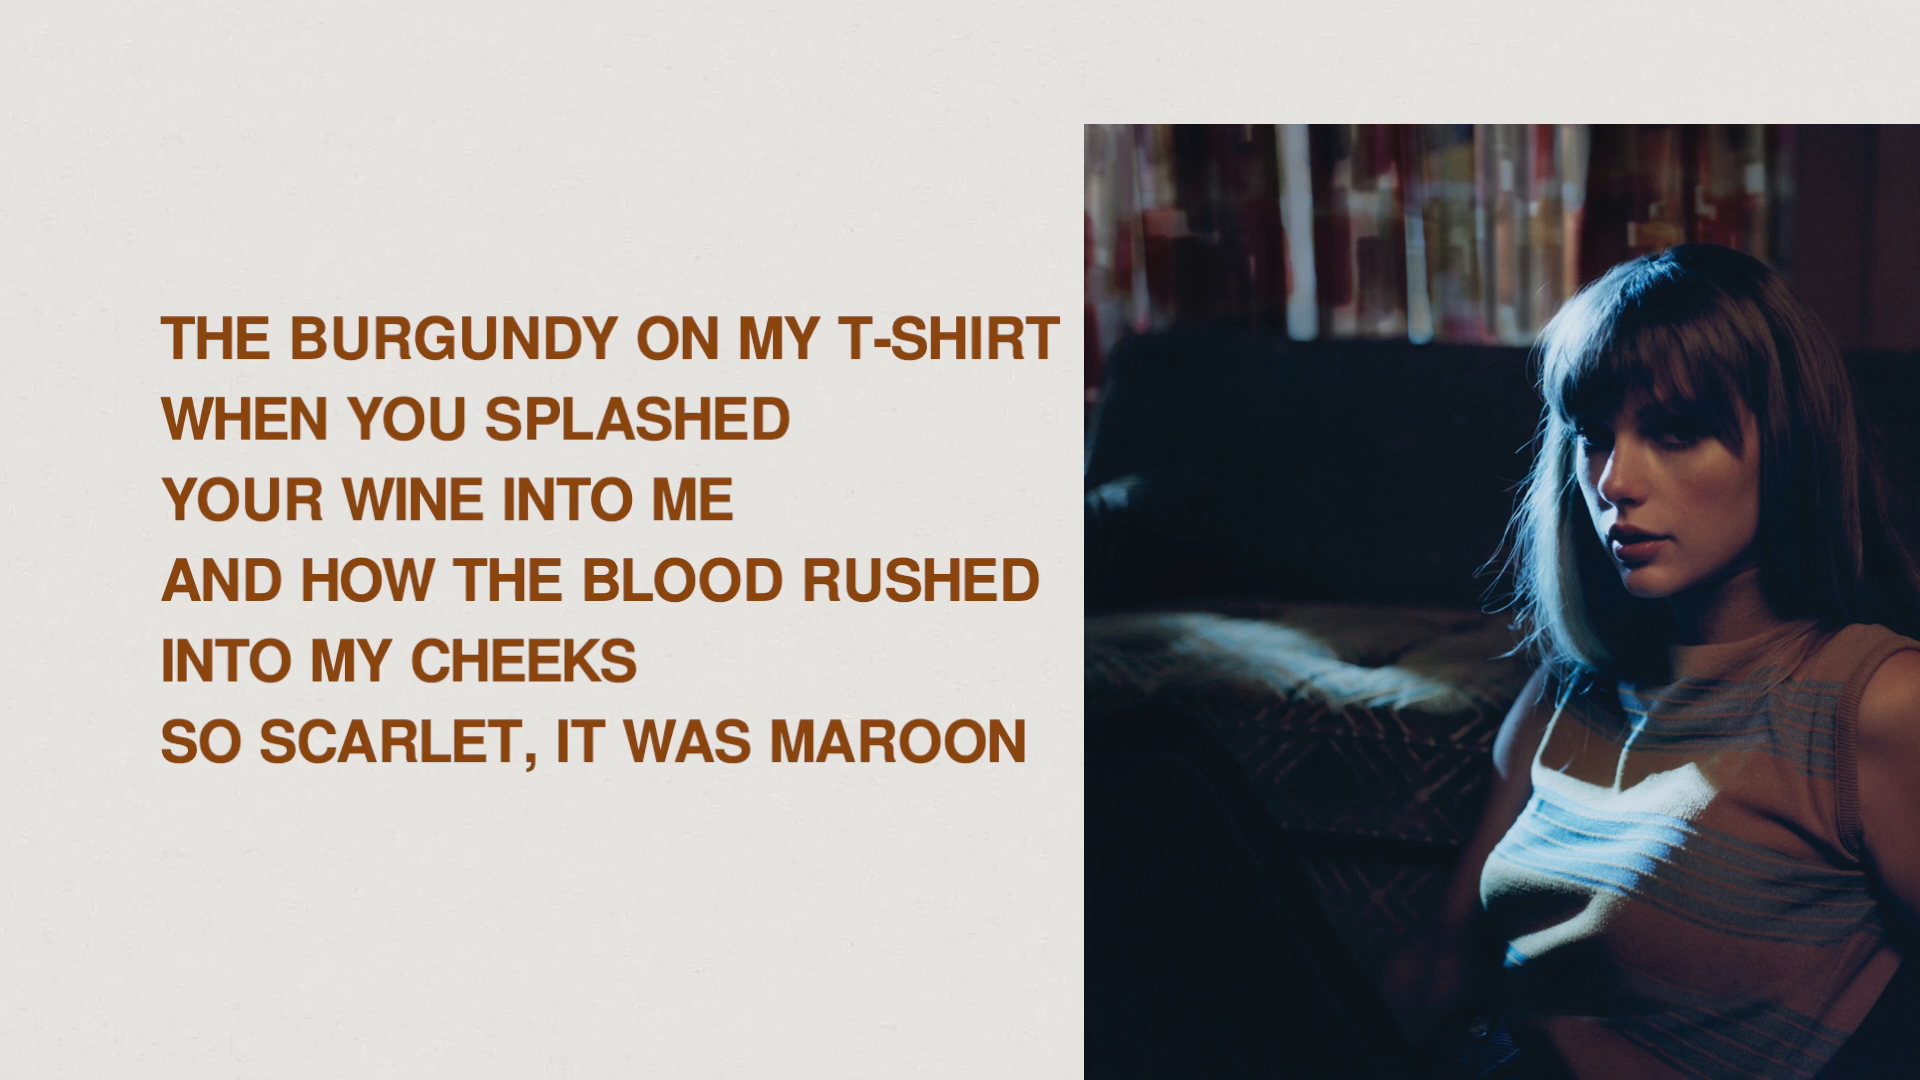 THE BURGUNDY ON MY T-SHIRT
WHEN YOU SPLASHED
YOUR WINE INTO ME
AND HOW THE BLOOD RUSHED
INTO MY CHEEKS
SO SCARLET, IT WAS MAROON